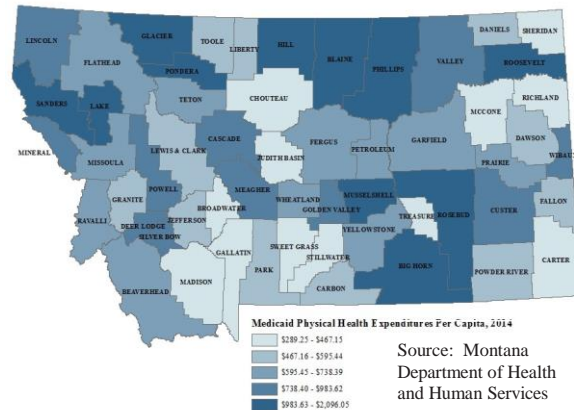 LINCOLN
GLACIER
TOOLE
LIBERTY
HILL
BLAINE
PHILLIPS
VALLEY
DANIELS
SHERIDAN
ROOSEVELT
FLATHEAD
PONDERA
SANDERS
LAKE
TETON
CHOUTEAU
RICHLAND
MCCONE
MINERAL
MISSOULA
LEWIS & CLARK
CASCADE
JUDITH BASIN
FERGUS
PETROLEUM
GARFIELD
DAWSON
PRAIRIE
WIBAUX
POWELL
GRANITE
RAVALLI
DEER LODGE
SILVER BOW
JEFFERSON
BROADWATER
MEAGHER
WHEATLAND
GOLDEN VALLEY
MUSSELSHELL
TREASURE
ROSEBUD
CUSTER
FALLON
YELLOWSTONE
SWEET GRASS
STILLWATER
GALLATIN
PARK
MADISON
BEAVERHEAD
CARBON
BIG HORN
POWDER RIVER
CARTER
Medicaid Physical Health Expenditures Per Capita, 2014
$289.25 - $467.15
$467.16 - $595.44
$595.45 - $738.39
$738.40 - $983.62
$983.63 - $2,096.05
Source: Montana
Department of Health
and Human Services